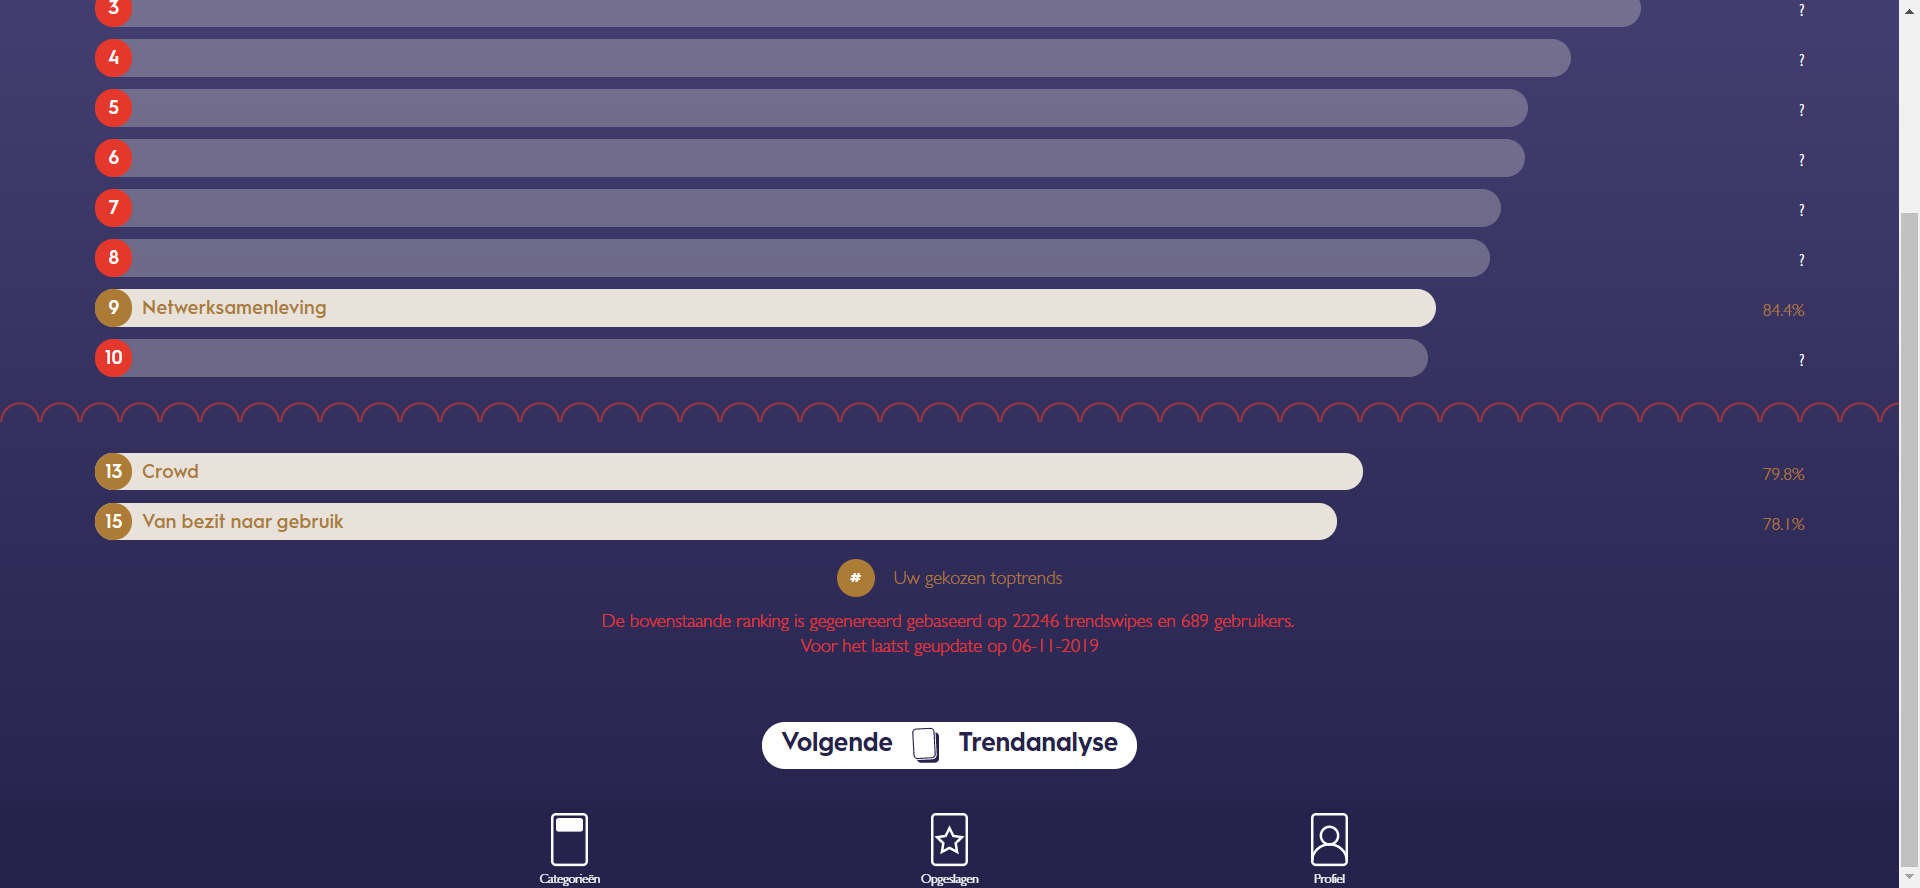 3 ?
4 ?
5 ?
6 ?
7 ?
8 ?
9 Netwerksamenleving 84.4%
10 ?
13 Crowd 79.8%
15 Van bezit naar gebruik 78.1%
# Uw gekozen toptrends
De bovenstaande ranking is gegenereerd gebaseerd op 22246 trendswipes en 689 gebruikers.
Voor het laatst geupdate op 06-11-2019
Volgende Trendanalyse
Categorieën Opgeslagen Profiel